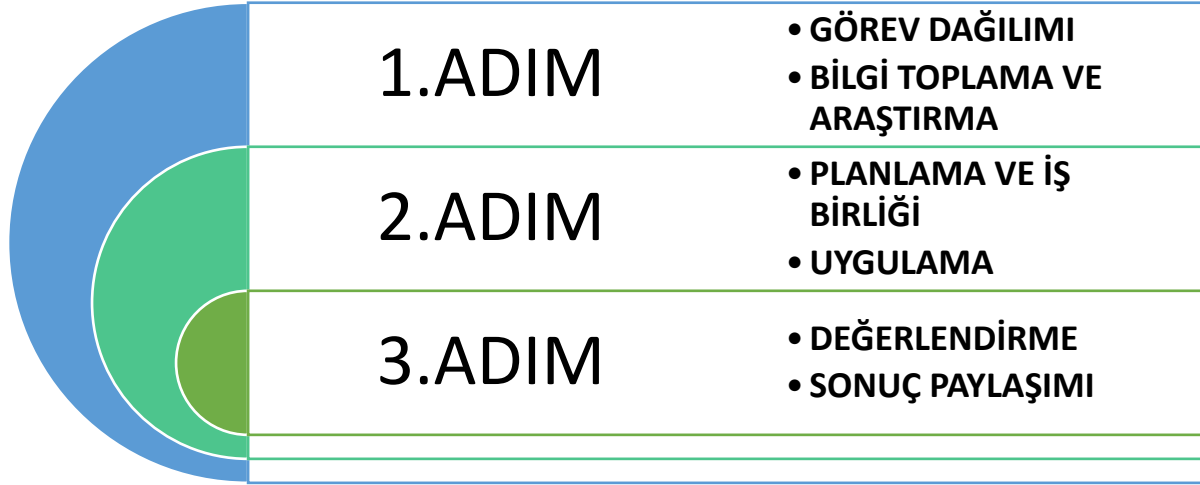 1.ADIM
• GÖREV DAĞILIMI
• BİLGİ TOPLAMA VE
ARAŞTIRMA
2.ADIM
• PLANLAMA VE İŞ
BİRLİĞİ
• UYGULAMA
3.ADIM
• DEĞERLENDİRME
• SONUÇ PAYLAŞIMI